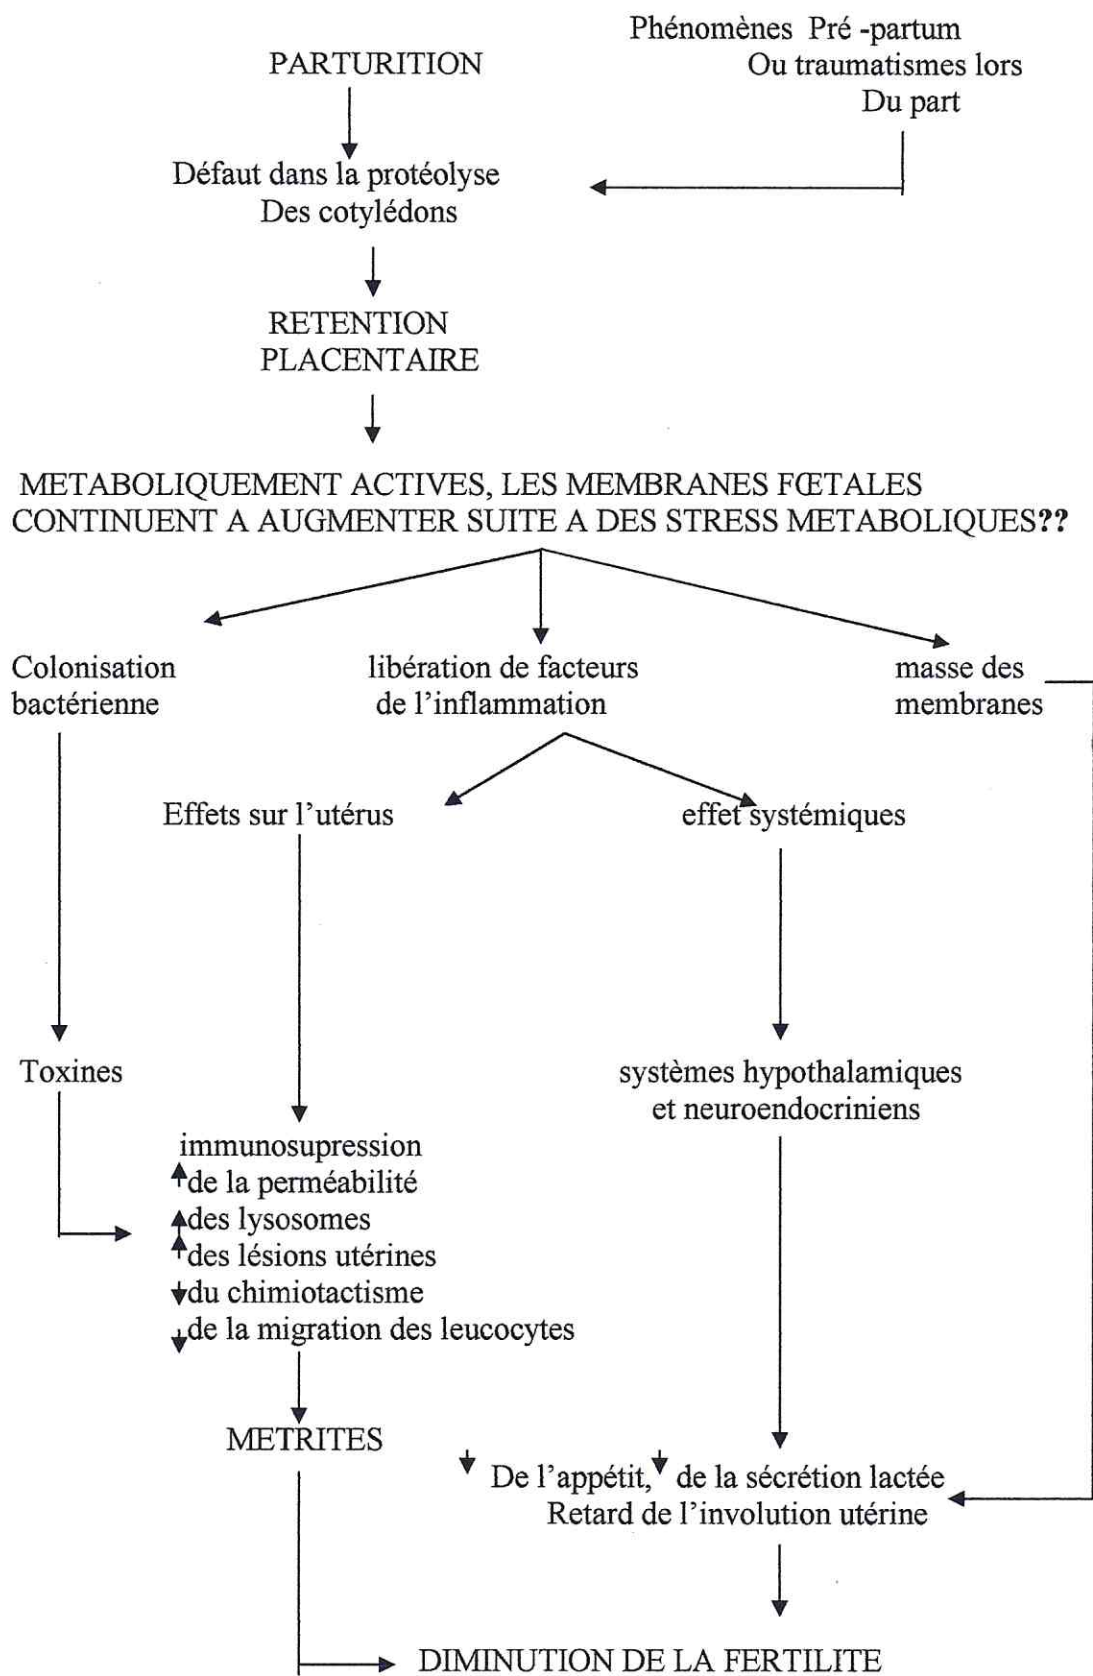 Phénomènes Pré -partum
PARTURITION
Ou traumatismes lors
Du part
Défaut dans la protéolyse
Des cotylédons
RETENTION
PLACENTAIRE
METABOLIQUEMENT ACTIVES, LES MEMBRANES FŒTALES
CONTINUENT A AUGMENTER SUITE A DES STRESS METABOLIQUES??
Colonisation
bactérienne
libération de facteurs
de l'inflammation
masse des
membranes
Effets sur l'utérus
effet systémiques
Toxines
systèmes hypothalamiques
et neuroendocriniens
immunosupression
de la perméabilité
des lysosomes
des lésions utérines
du chimiotactisme
de la migration des leucocytes
METRITES
De l'appétit, de la sécrétion lactée
Retard de l'involution utérine
DIMINUTION DE LA FERTILITE